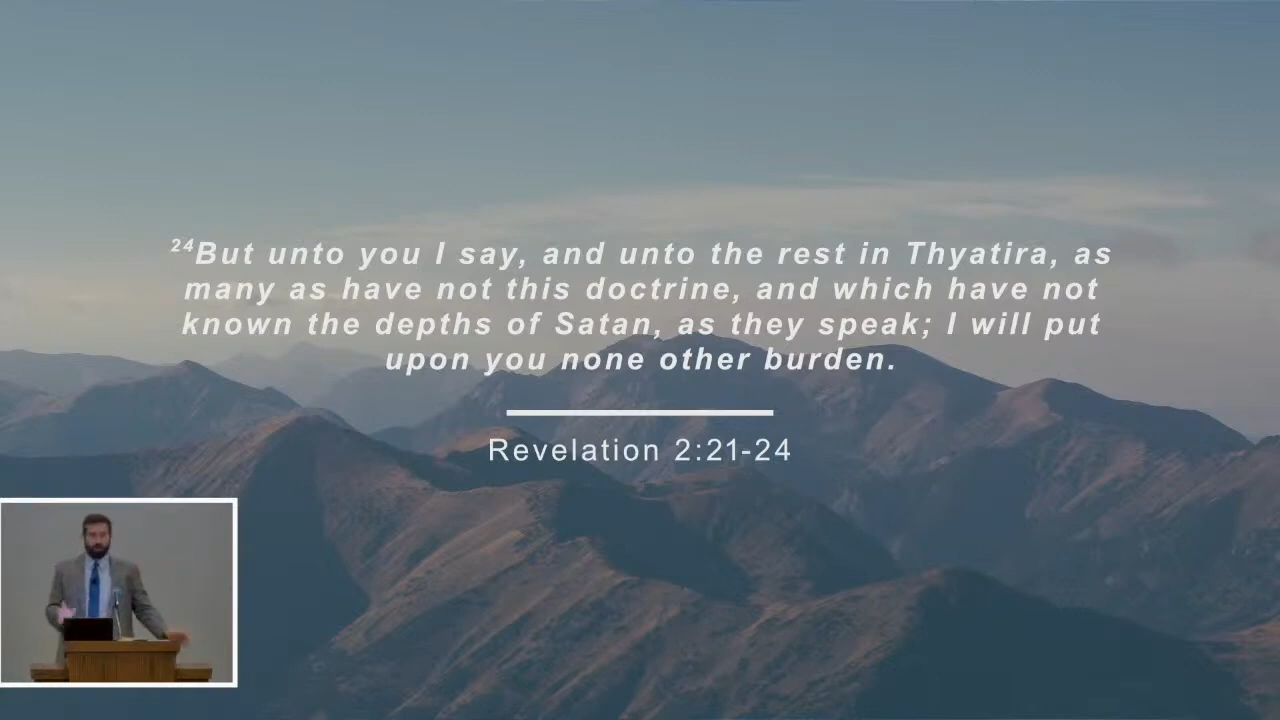 24But unto you I say, and unto the rest in Thyatira, as
many as have not this doctrine, and which have not
known the depths of Satan, as they speak; I will put
upon you none other burden.
Revelation 2:21-24